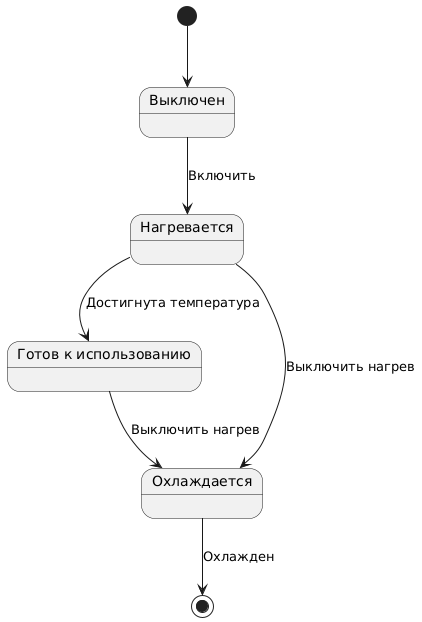 Выключен
Включить
Нагревается
Достигнута температура
Готов к использованию
Выключить нагрев
Выключить нагрев
Охлаждается
Охлажден